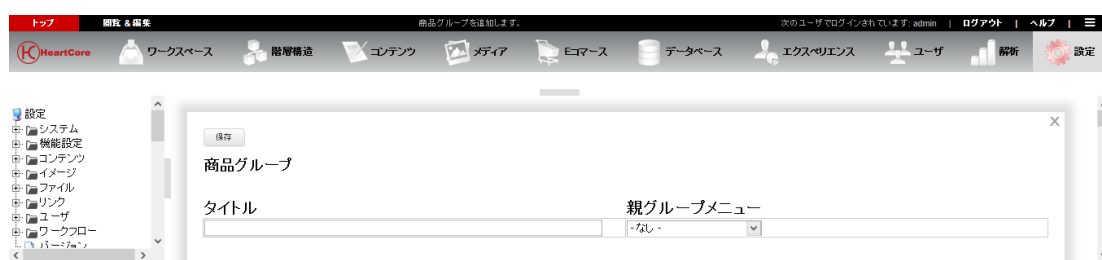 トップ 閲覧 & 編集 商品グループを追加します。 次のユーザでログインされています: admin | ログアウト | ヘルプ |
HeartCore ワークスペース 階層構造 コンテンツ メディア Eコマース データベース エクスペリエンス ユーザ 解析 設定
設定
システム
機能設定
コンテンツ
イメージ
ファイル
リンク
ユーザ
ワークフロー
バージョン
保存
商品グループ
タイトル 親グループメニュー
-なし -